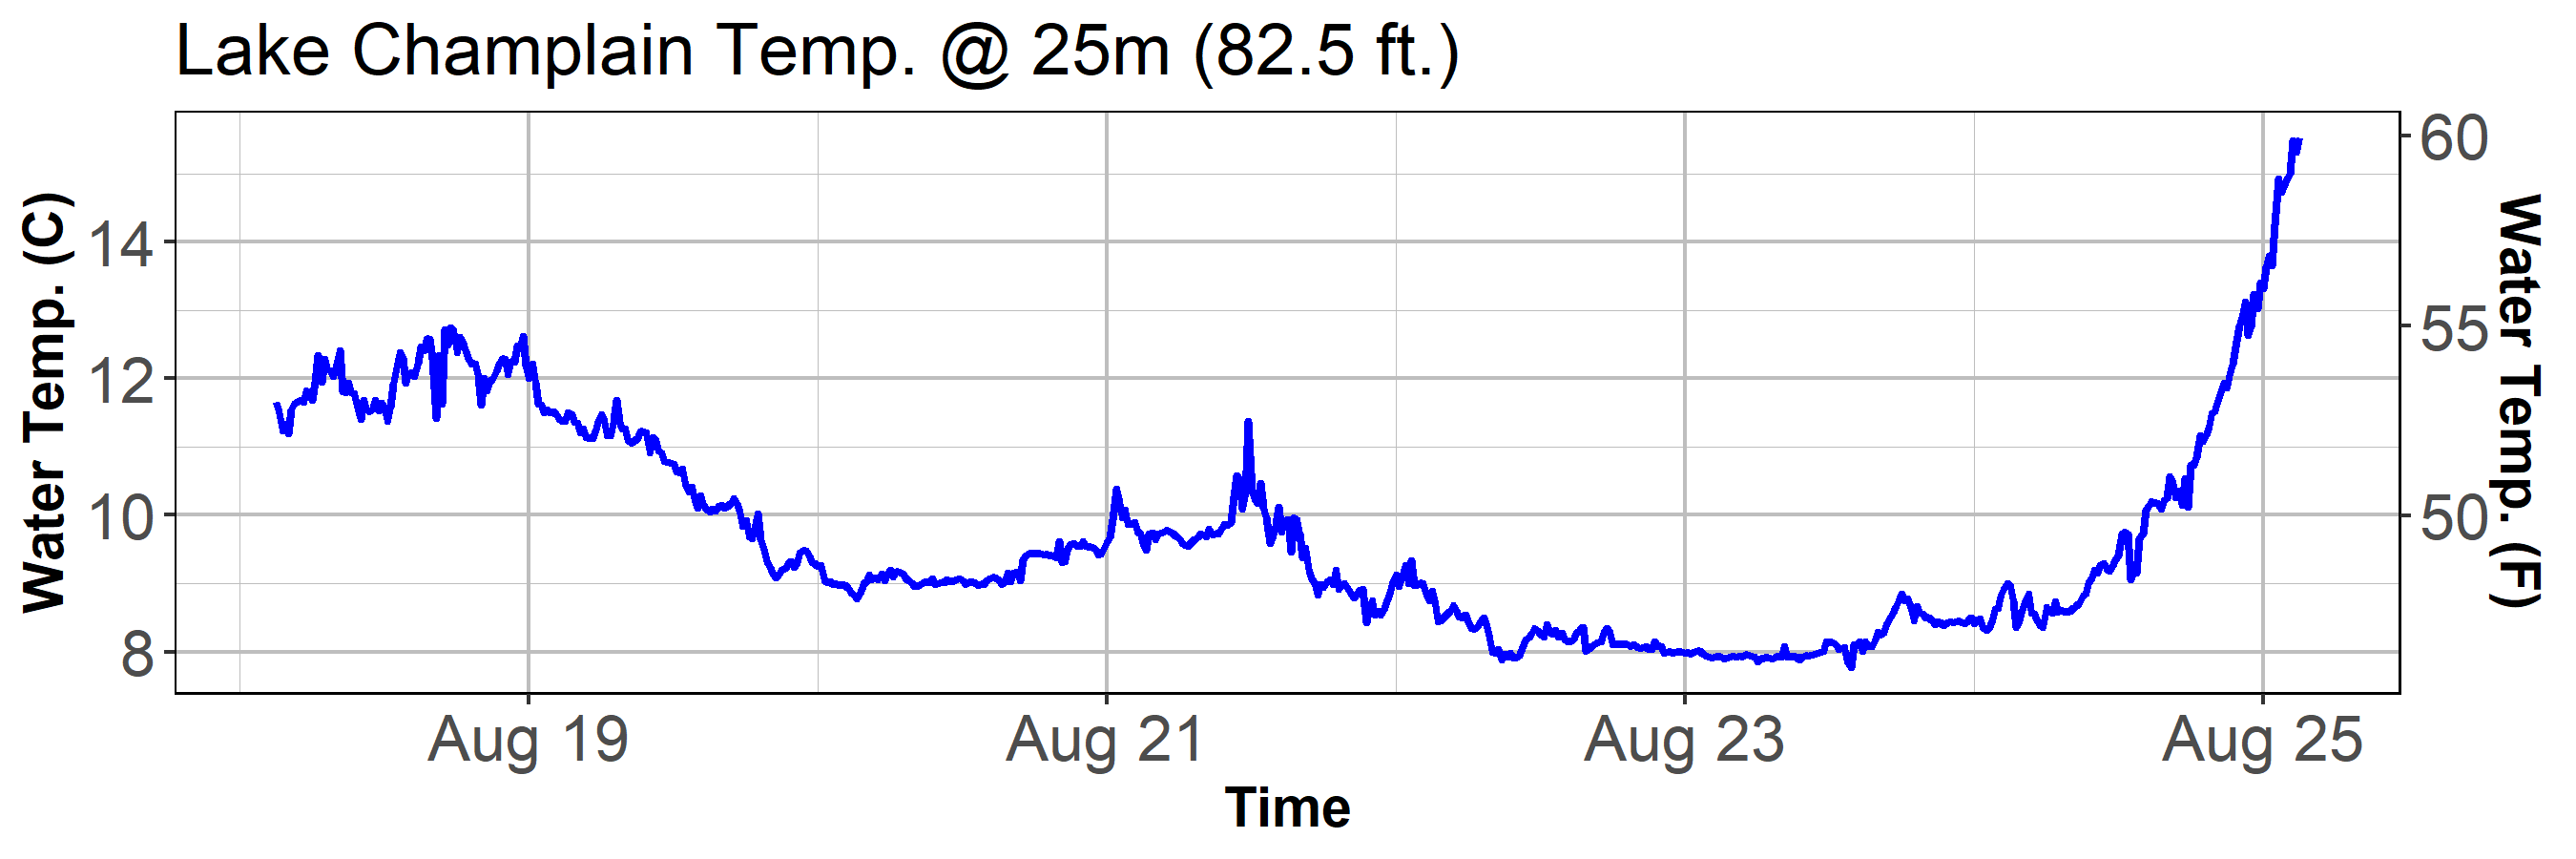 Lake Champlain Temp. @ 25m (82.5 ft.)
Water Temp. (C)
14
12
10
8
60
55
50
Water Temp. (F)
Aug 19
Aug 21
Aug 23
Aug 25
Time